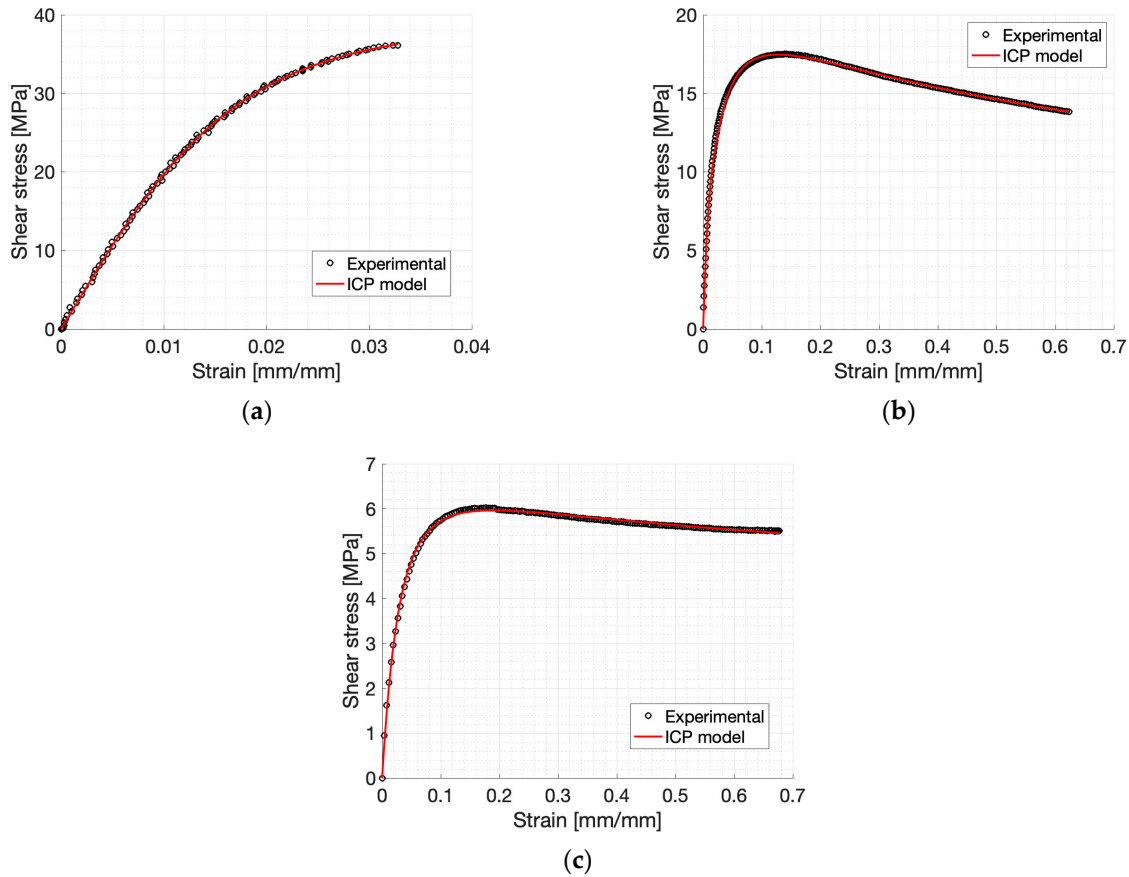 40
30
20
10
0
Shear stress [MPa]
Experimental
ICP model
0 0.01 0.02 0.03 0.04
Strain [mm/mm]
(a)
20
15
10
5
0
Shear stress [MPa]
Experimental
ICP model
0 0.1 0.2 0.3 0.4 0.5 0.6 0.7
Strain [mm/mm]
(b)
7
6
5
4
3
2
1
0
Shear stress [MPa]
Experimental
ICP model
0 0.1 0.2 0.3 0.4 0.5 0.6 0.7
Strain [mm/mm]
(c)